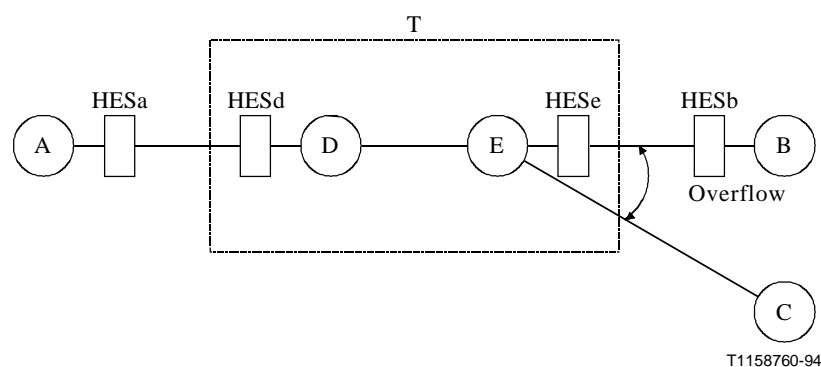 T
HESa
HESd
HESe
HESb
A
D
E
B
Overflow
C
T1158760-94